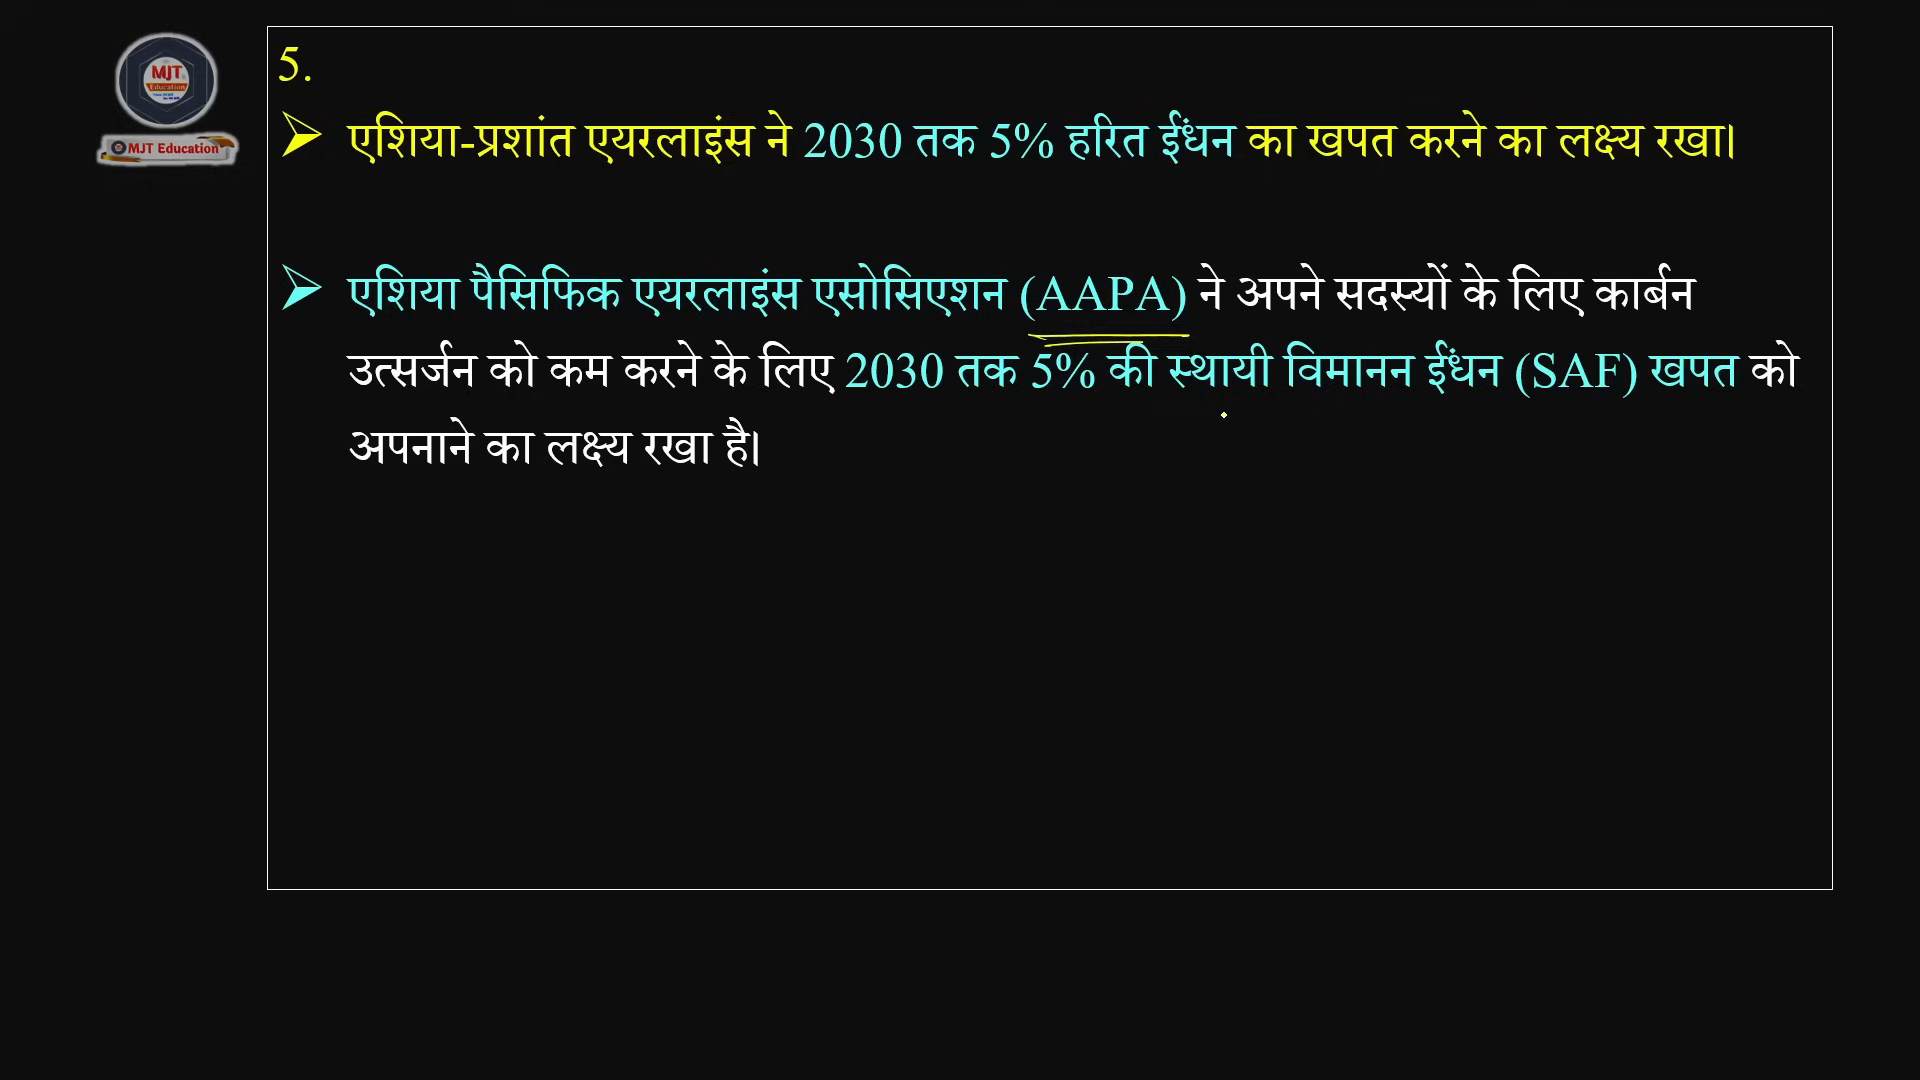 MJT
Education
MJT Education
5.
एशिया-प्रशांत एयरलाइंस ने 2030 तक 5% हरित ईंधन का खपत करने का लक्ष्य रखा।
एशिया पैसिफिक एयरलाइंस एसोसिएशन (AAPA) ने अपने सदस्यों के लिए कार्बन
उत्सर्जन को कम करने के लिए 2030 तक 5% की स्थायी विमानन ईंधन (SAF) खपत को
अपनाने का लक्ष्य रखा है।